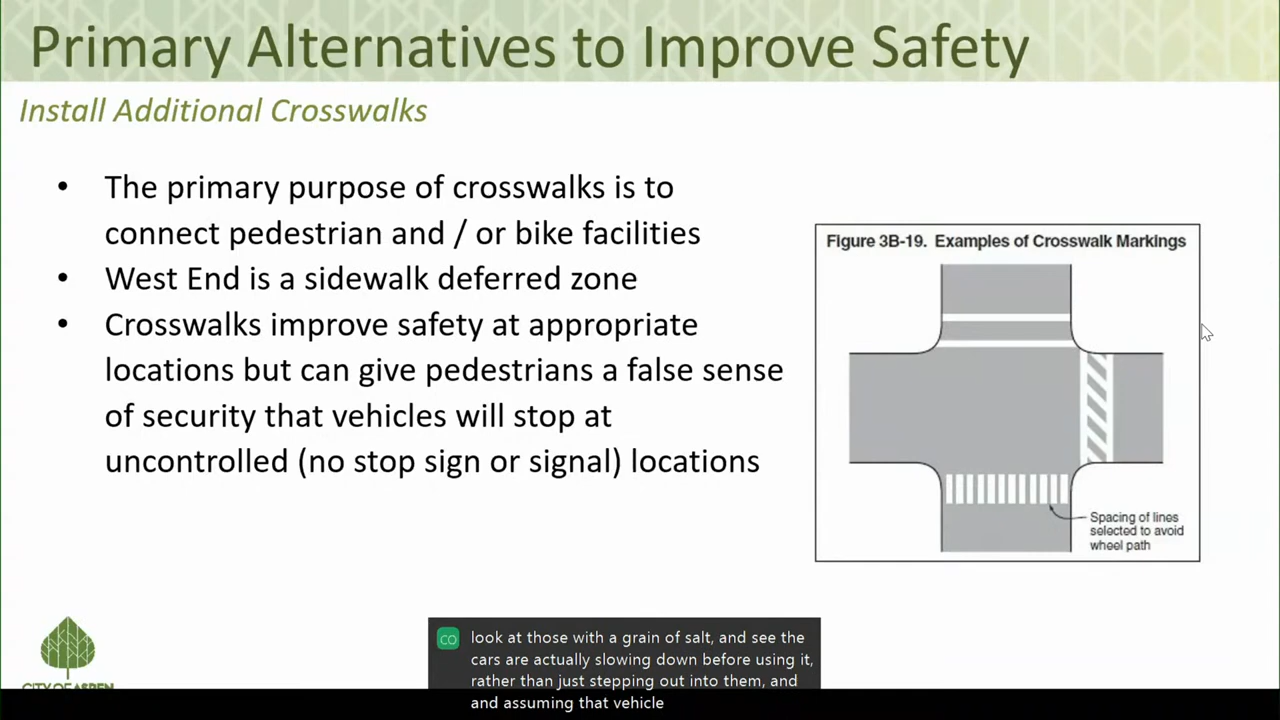 Primary Alternatives to Improve Safety
Install Additional Crosswalks
• The primary purpose of crosswalks is to
connect pedestrian and / or bike facilities
• West End is a sidewalk deferred zone
• Crosswalks improve safety at appropriate
locations but can give pedestrians a false sense
of security that vehicles will stop at
uncontrolled (no stop sign or signal) locations
Figure 3B-19. Examples of Crosswalk Markings
Spacing of lines
selected to avoid
wheel path
CITY OF ASPEN
CO
look at those with a grain of salt, and see the
cars are actually slowing down before using it,
rather than just stepping out into them, and
and assuming that vehicle